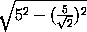 √(5² − (5/√2)²)